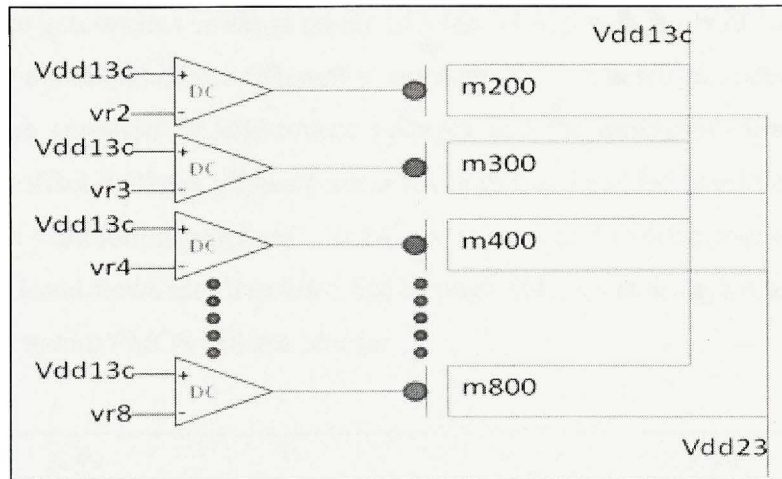 Vdd13c
Vdd13c
+ DC m200
vr2 -
Vdd13c
+ DC m300
vr3 -
Vdd13c
+ DC m400
vr4 -
Vdd13c
+ DC m800
vr8 -
Vdd23